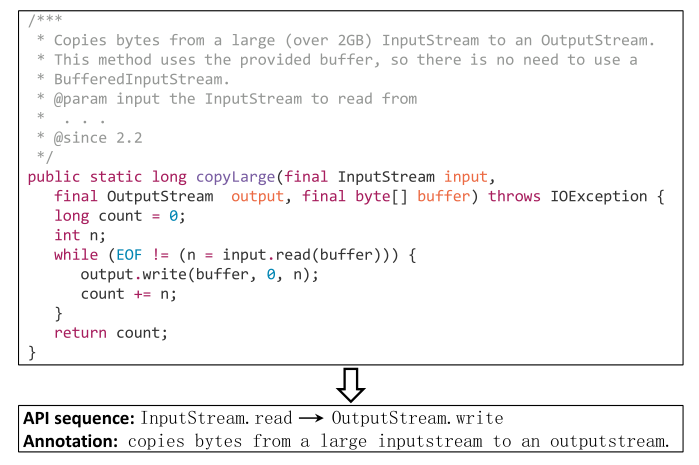 /***
 * Copies bytes from a large (over 2GB) InputStream to an OutputStream.
 * This method uses the provided buffer, so there is no need to use a
 * BufferedInputStream.
 * @param input the InputStream to read from
 *  . . .
 * @since 2.2
 */
public static long copyLarge(final InputStream input,
   final OutputStream  output, final byte[] buffer) throws IOException {
   long count = 0;
   int n;
   while (EOF != (n = input.read(buffer))) {
      output.write(buffer, 0, n);
      count += n;
   }
   return count;
}
API sequence: InputStream.read → OutputStream.write
Annotation: copies bytes from a large inputstream to an outputstream.